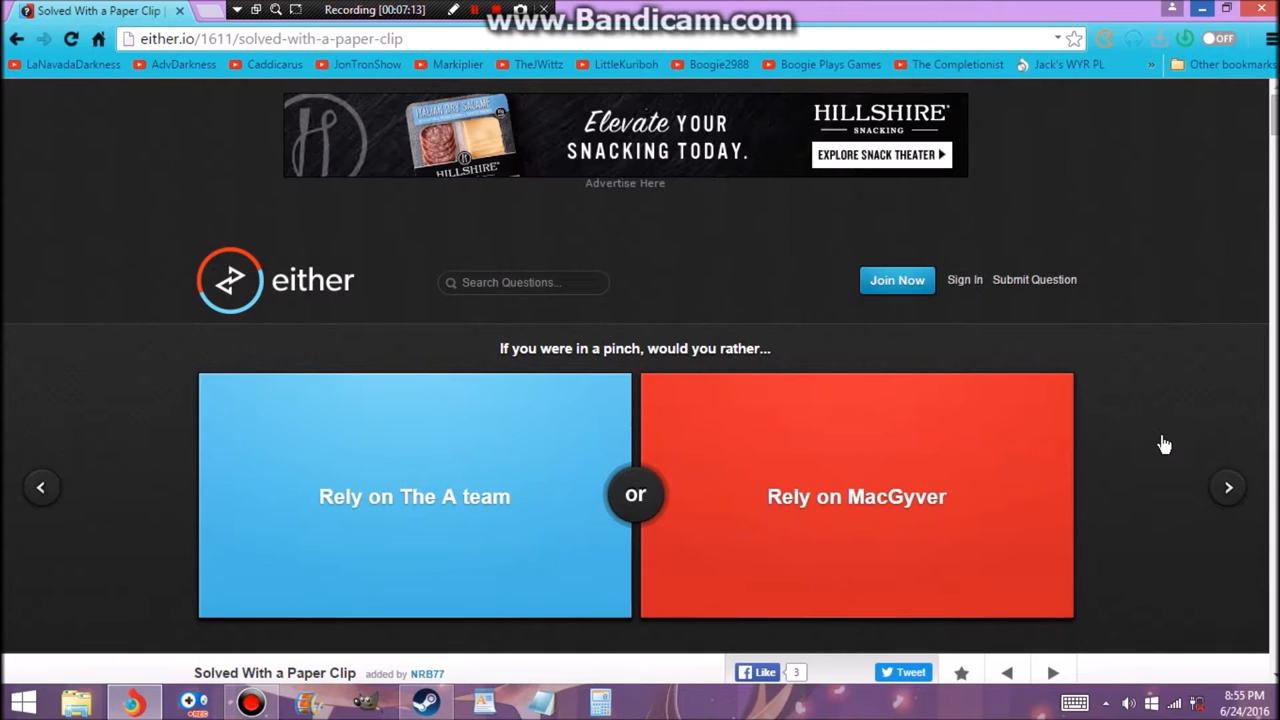 Solved With a Paper Clip
Recording [00:07:13]
www.Bandicam.com
either.io/1611/solved-with-a-paper-clip
OFF
LaNavadaDarkness
AdvDarkness
Caddicarus
JonTronShow
Markiplier
TheJWittz
LittleKuriboh
Boogie2988
Boogie Plays Games
The Completionist
Jack's WYR PL
»
Other bookmarks
ITALIAN DRY SALAME
HILLSHIRE
Elevate YOUR
SNACKING TODAY.
HILLSHIRE®
SNACKING
EXPLORE SNACK THEATER
Advertise Here
either
Search Questions...
Join Now
Sign In
Submit Question
If you were in a pinch, would you rather...
Rely on The A team
or
Rely on MacGyver
Solved With a Paper Clip added by NRB77
Like
3
Tweet
8:55 PM
6/24/2016